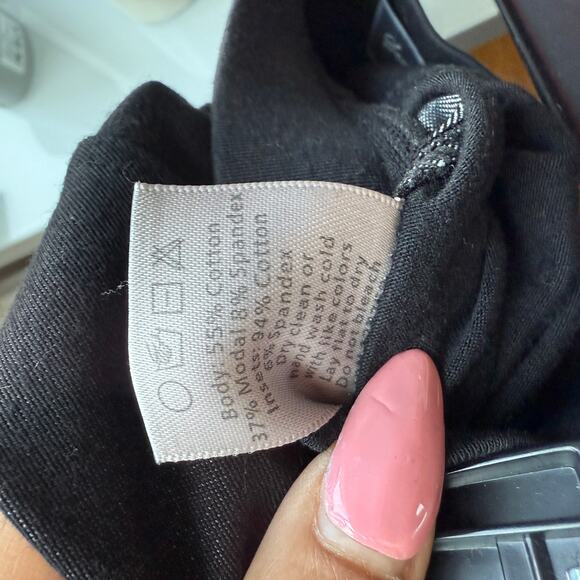 Body: 55% Cotton
37% Modal 8% Spandex
Insets: 94% Cotton
6% Spandex
Dry clean or
hand wash cold
with like colors
Lay flat to dry
Do not bleach